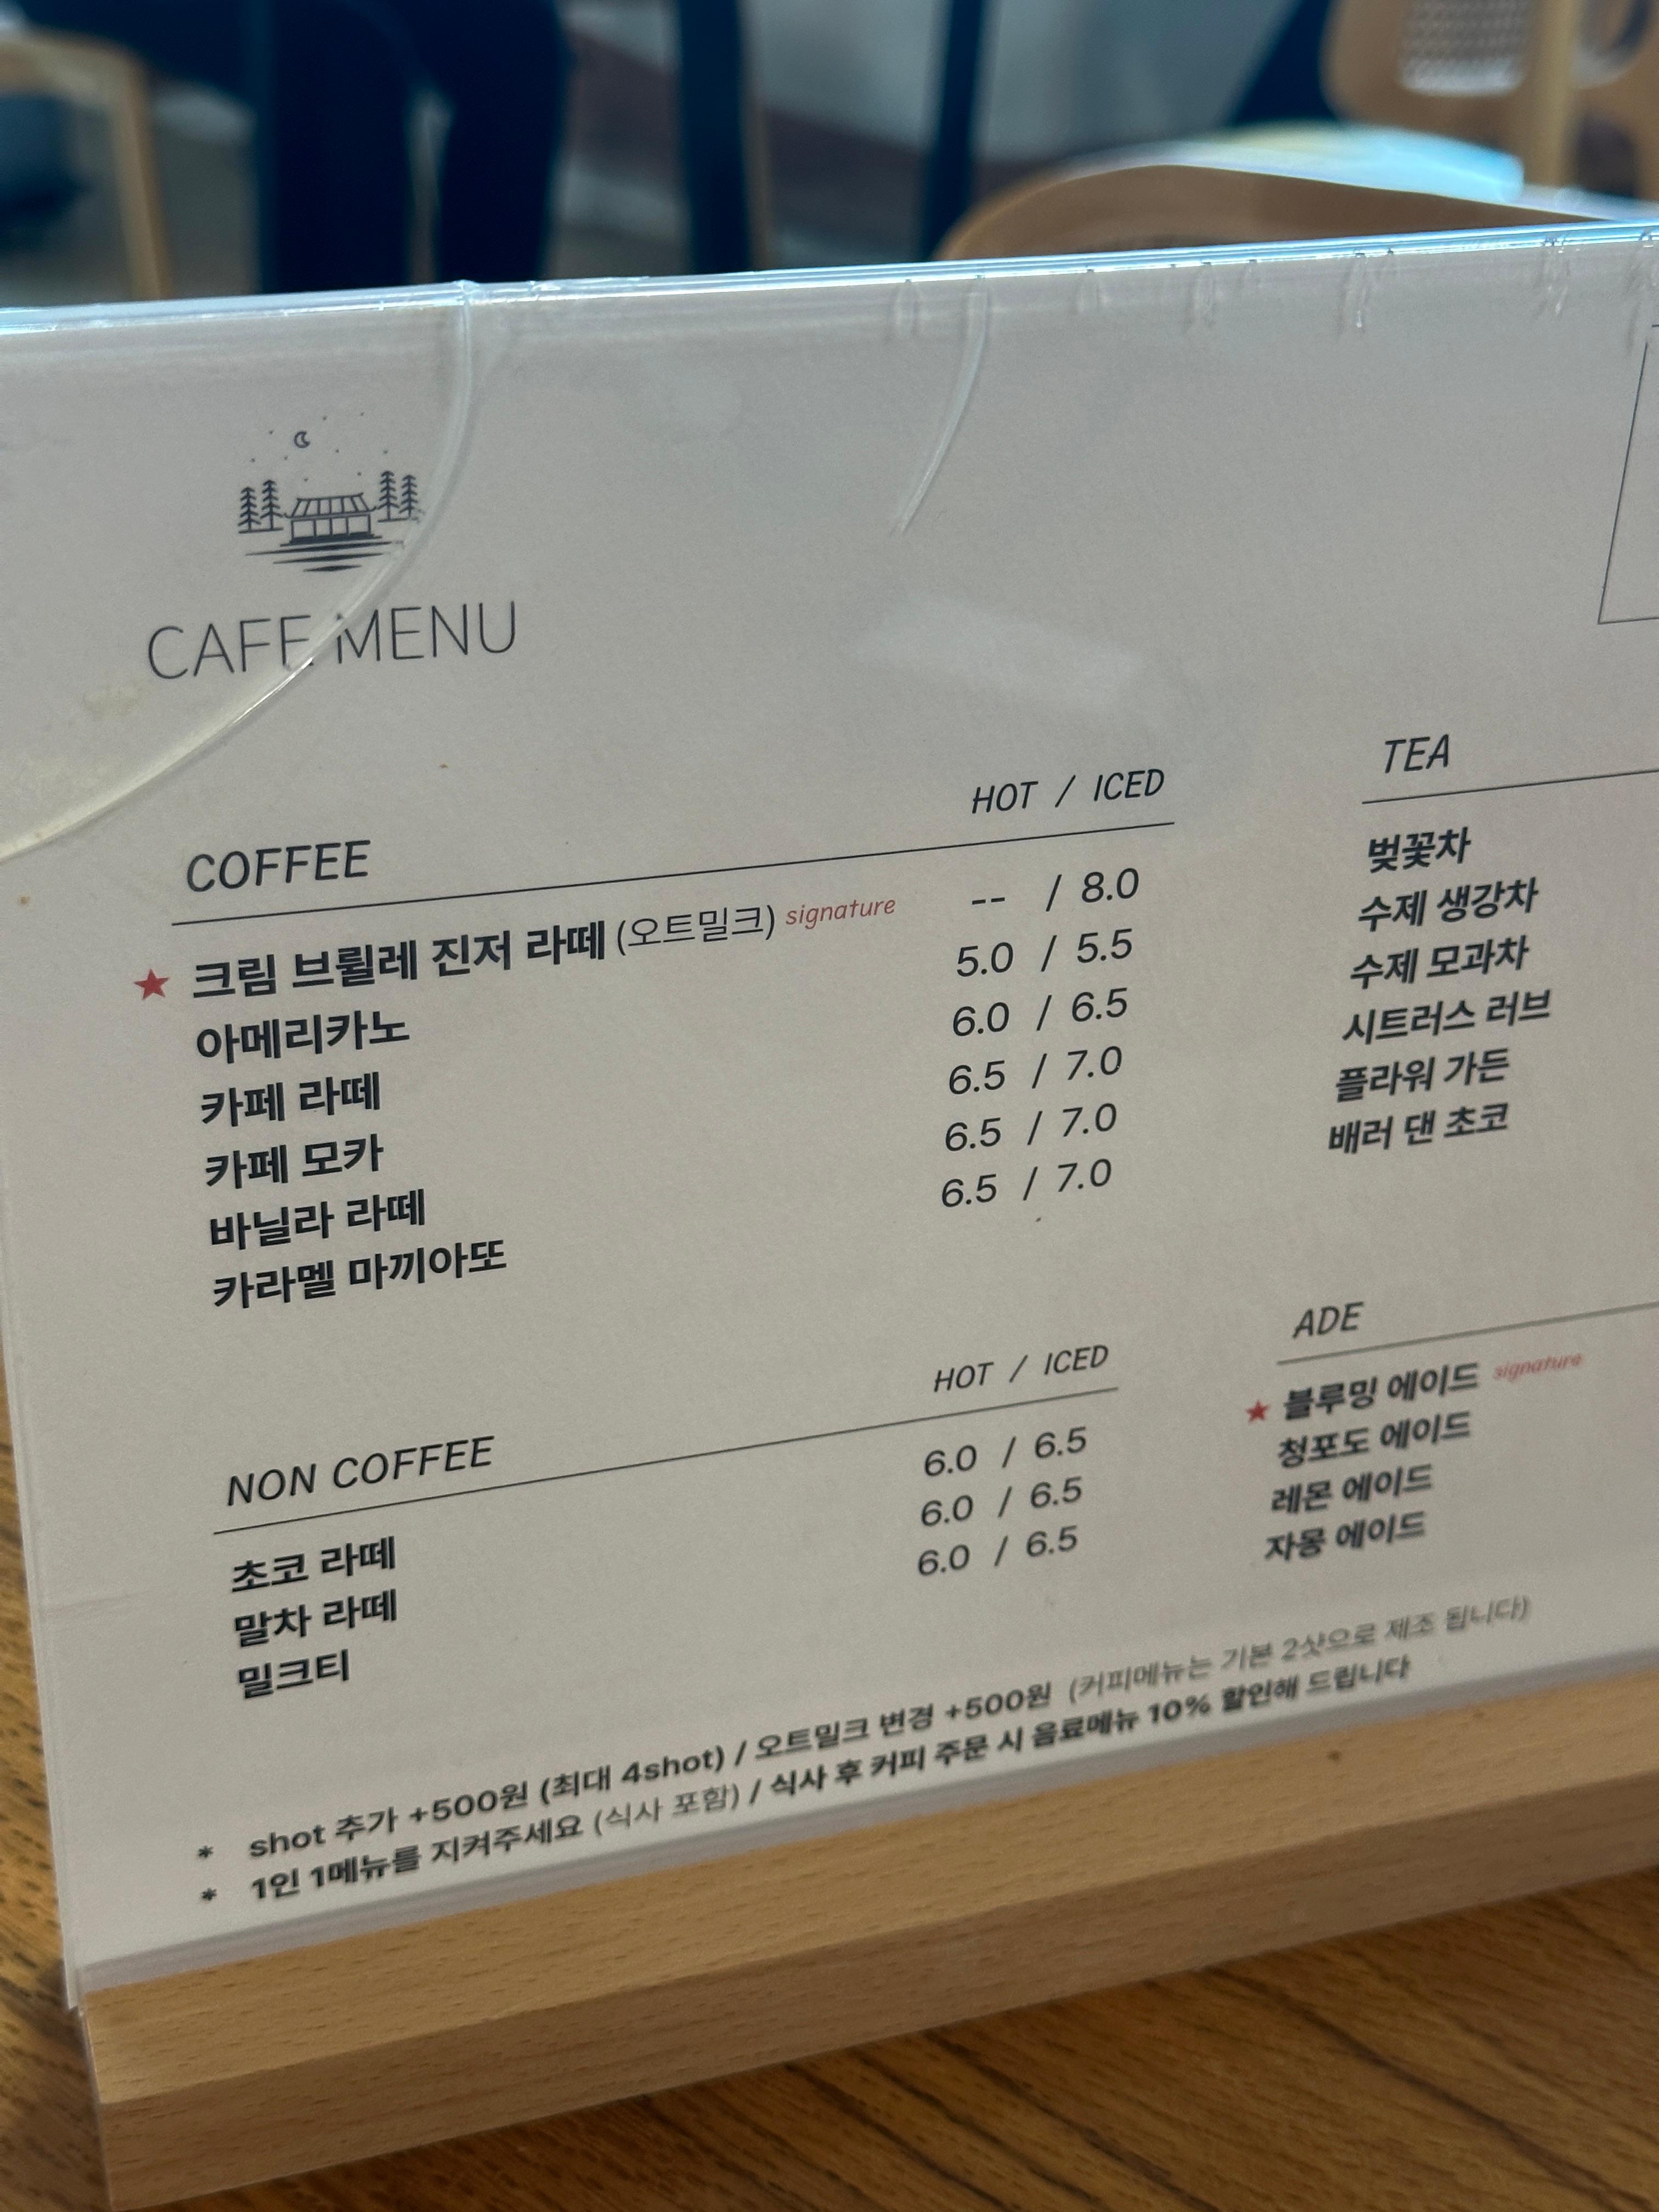 CAFE MENU
COFFEE HOT / ICED
★ 크림 브륄레 진저 라떼 (오트밀크) signature -- / 8.0
아메리카노 5.0 / 5.5
카페 라떼 6.0 / 6.5
카페 모카 6.5 / 7.0
바닐라 라떼 6.5 / 7.0
카라멜 마끼아또 6.5 / 7.0
NON COFFEE HOT / ICED
초코 라떼 6.0 / 6.5
말차 라떼 6.0 / 6.5
밀크티 6.0 / 6.5
TEA
벚꽃차
수제 생강차
수제 모과차
시트러스 러브
플라워 가든
배러 댄 초코
ADE
★ 블루밍 에이드 signature
청포도 에이드
레몬 에이드
자몽 에이드
* shot 추가 +500원 (최대 4shot) / 오트밀크 변경 +500원 (커피메뉴는 기본 2샷으로 제조 됩니다)
* 1인 1메뉴를 지켜주세요 (식사 포함) / 식사 후 커피 주문 시 음료메뉴 10% 할인해 드립니다